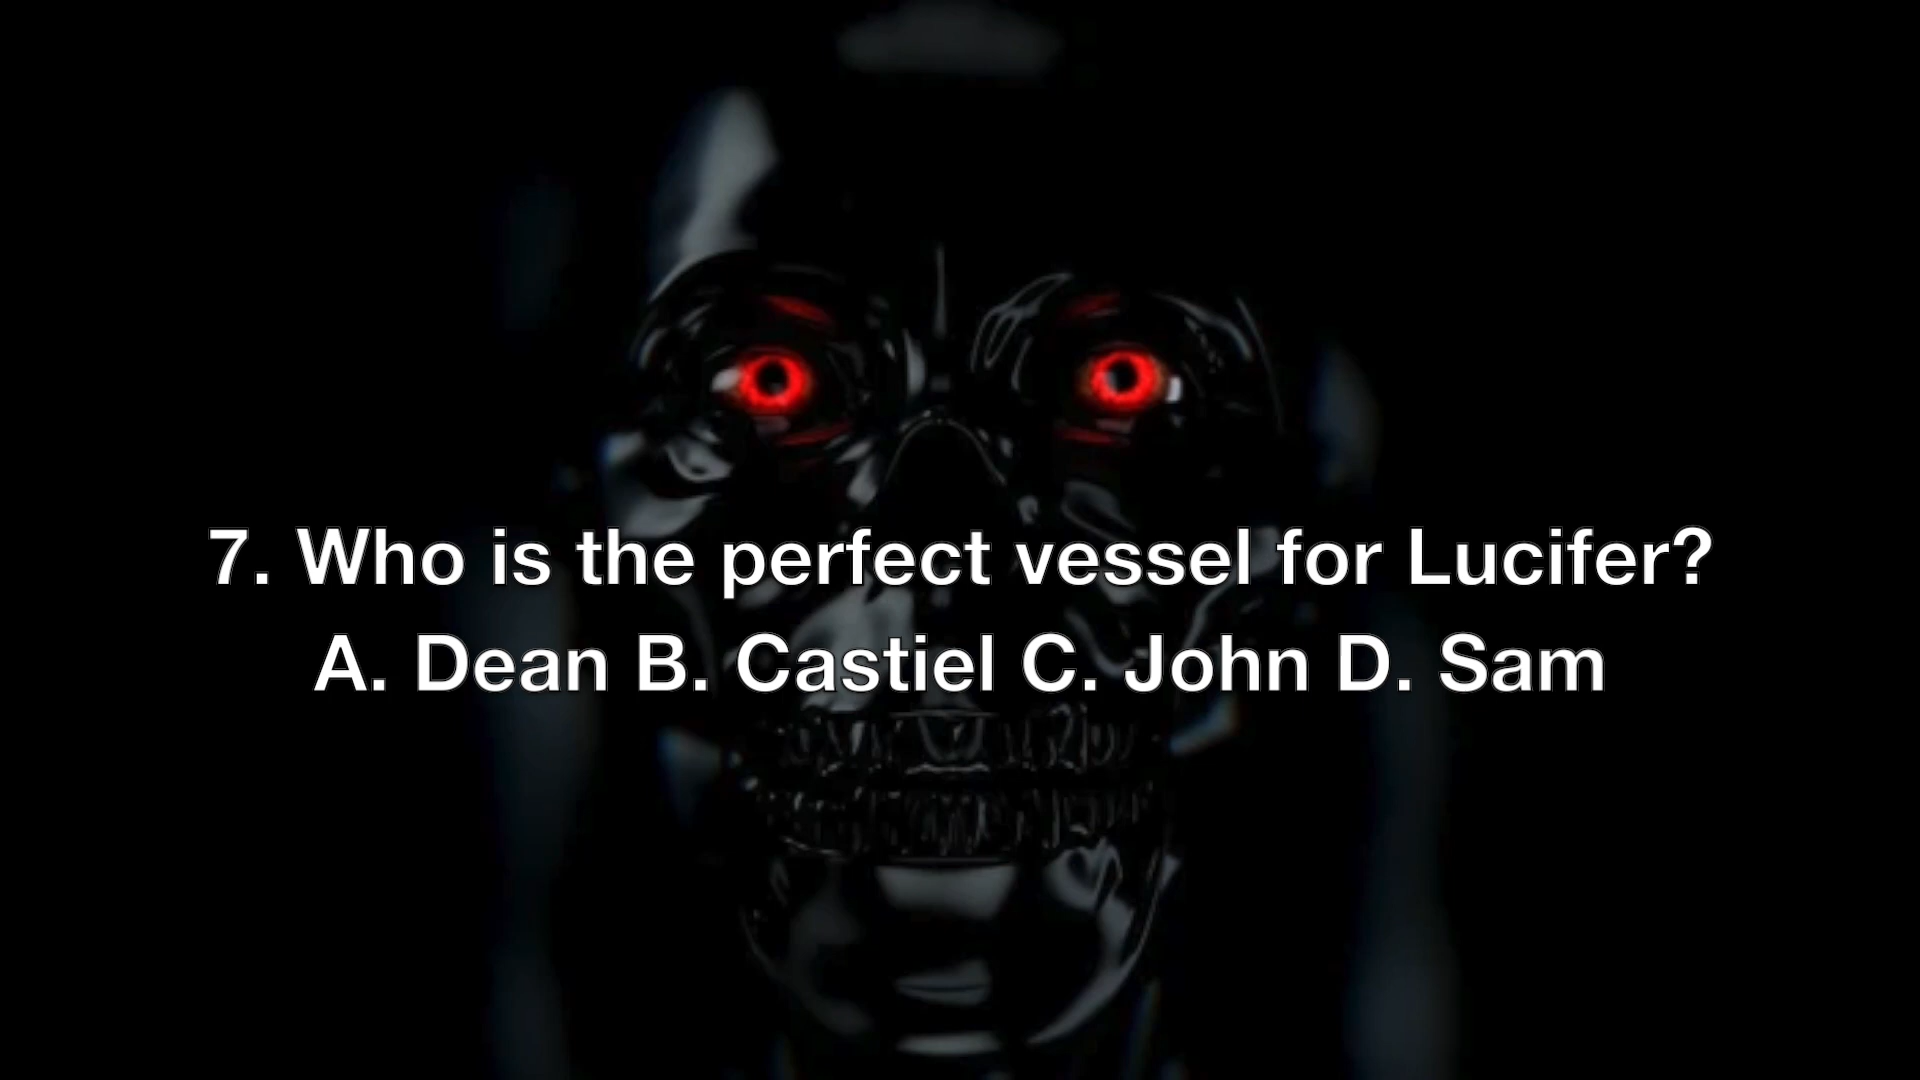 7. Who is the perfect vessel for Lucifer?
A. Dean B. Castiel C. John D. Sam